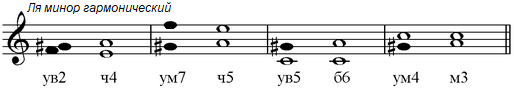 Ля минор гармонический
ув2 ч4 ум7 ч5 ув5 б6 ум4 м3